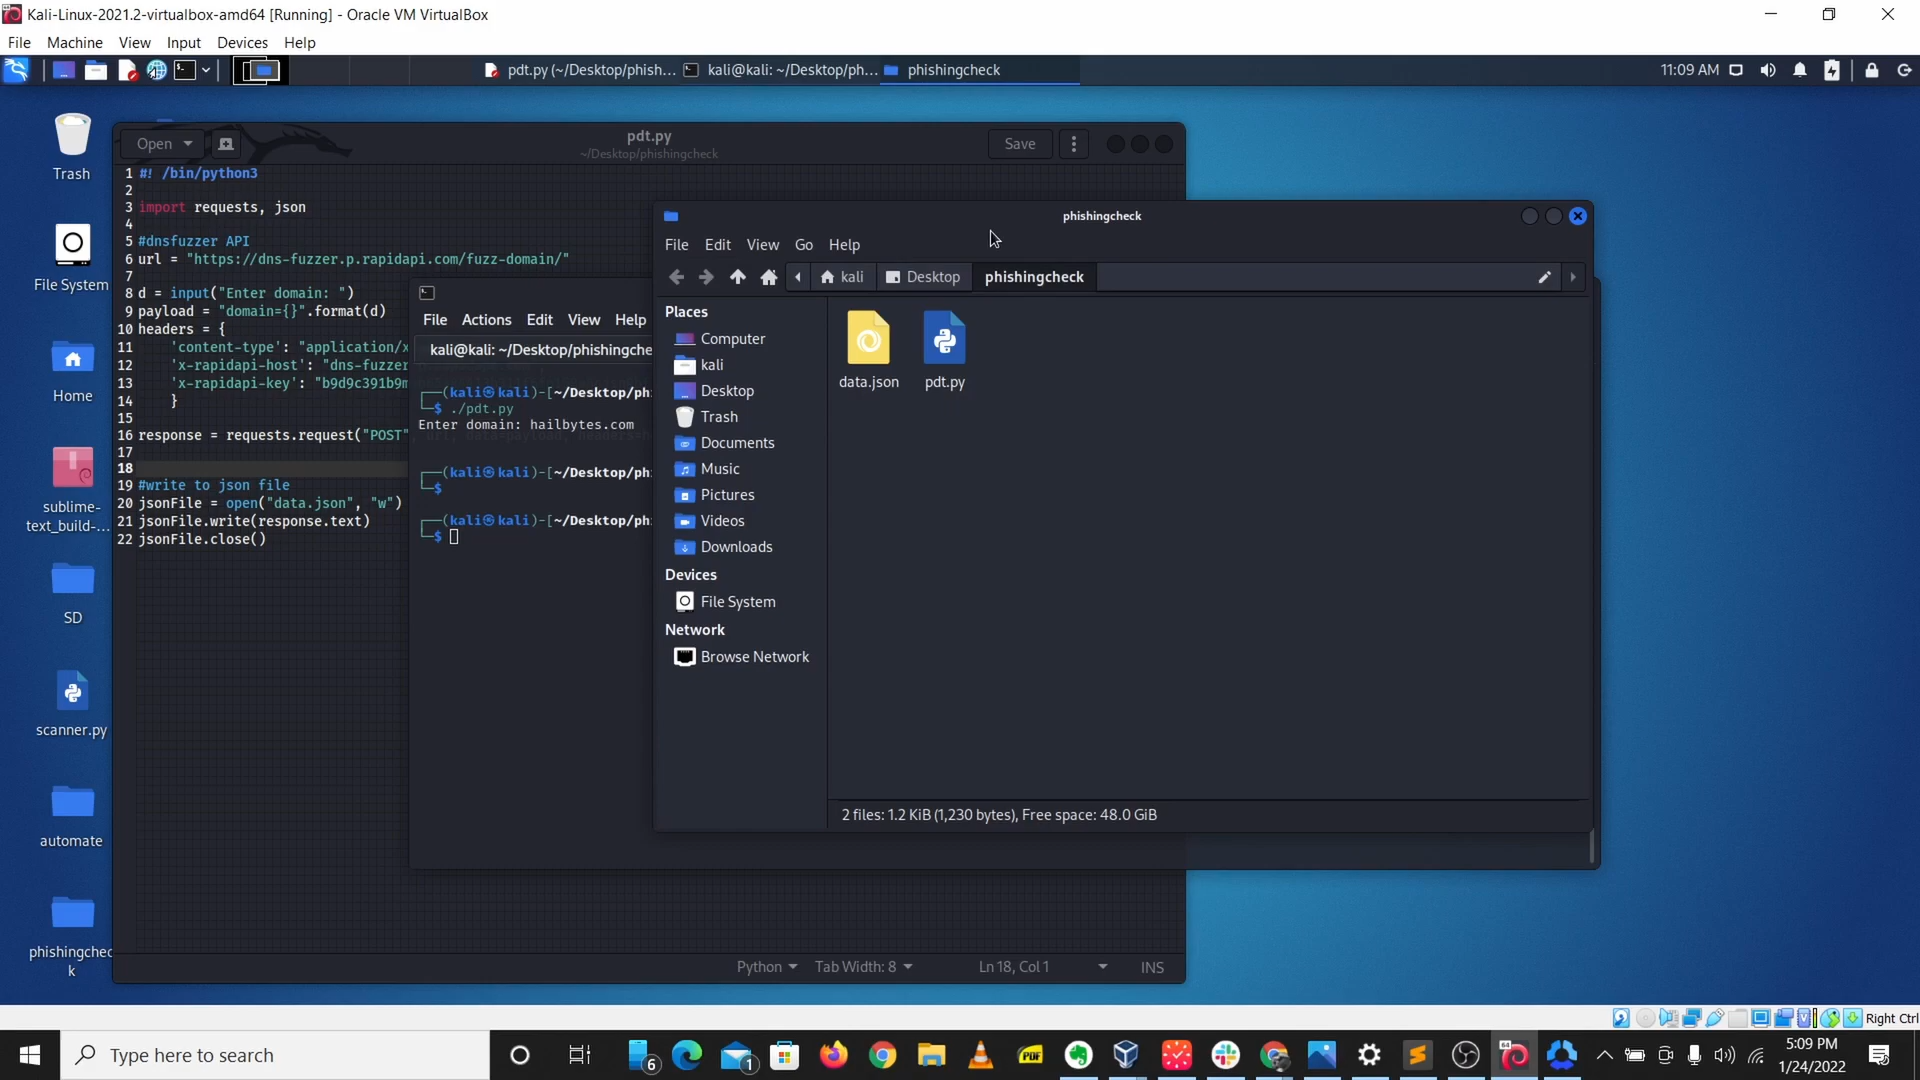 Kali-Linux-2021.2-virtualbox-amd64 [Running] - Oracle VM VirtualBox
File Machine View Input Devices Help
pdt.py (~/Desktop/phish... kali@kali: ~/Desktop/ph... phishingcheck 11:09 AM
Trash
File System
Home
sublime-
text_build-...
SD
scanner.py
automate
phishingchec
k
Open pdt.py Save
~/Desktop/phishingcheck
1 #! /bin/python3
2
3 import requests, json
4
5 #dnsfuzzer API
6 url = "https://dns-fuzzer.p.rapidapi.com/fuzz-domain/"
7
8 d = input("Enter domain: ")
9 payload = "domain={}".format(d)
10 headers = {
11 'content-type': "application/x
12 'x-rapidapi-host': "dns-fuzzer
13 'x-rapidapi-key': "b9d9c391b9m
14 }
15
16 response = requests.request("POST"
17
18
19 #write to json file
20 jsonFile = open("data.json", "w")
21 jsonFile.write(response.text)
22 jsonFile.close()
Python Tab Width: 8 Ln 18, Col 1 INS
File Actions Edit View Help
kali@kali: ~/Desktop/phishingche
(kali㉿kali)-[~/Desktop/ph
$ ./pdt.py
Enter domain: hailbytes.com
(kali㉿kali)-[~/Desktop/ph
$
(kali㉿kali)-[~/Desktop/ph
$
phishingcheck
File Edit View Go Help
kali Desktop phishingcheck
Places
Computer
kali
Desktop
Trash
Documents
Music
Pictures
Videos
Downloads
Devices
File System
Network
Browse Network
data.json pdt.py
2 files: 1.2 KiB (1,230 bytes), Free space: 48.0 GiB
Right Ctrl
Type here to search
6
1
PDF
64
5:09 PM
1/24/2022